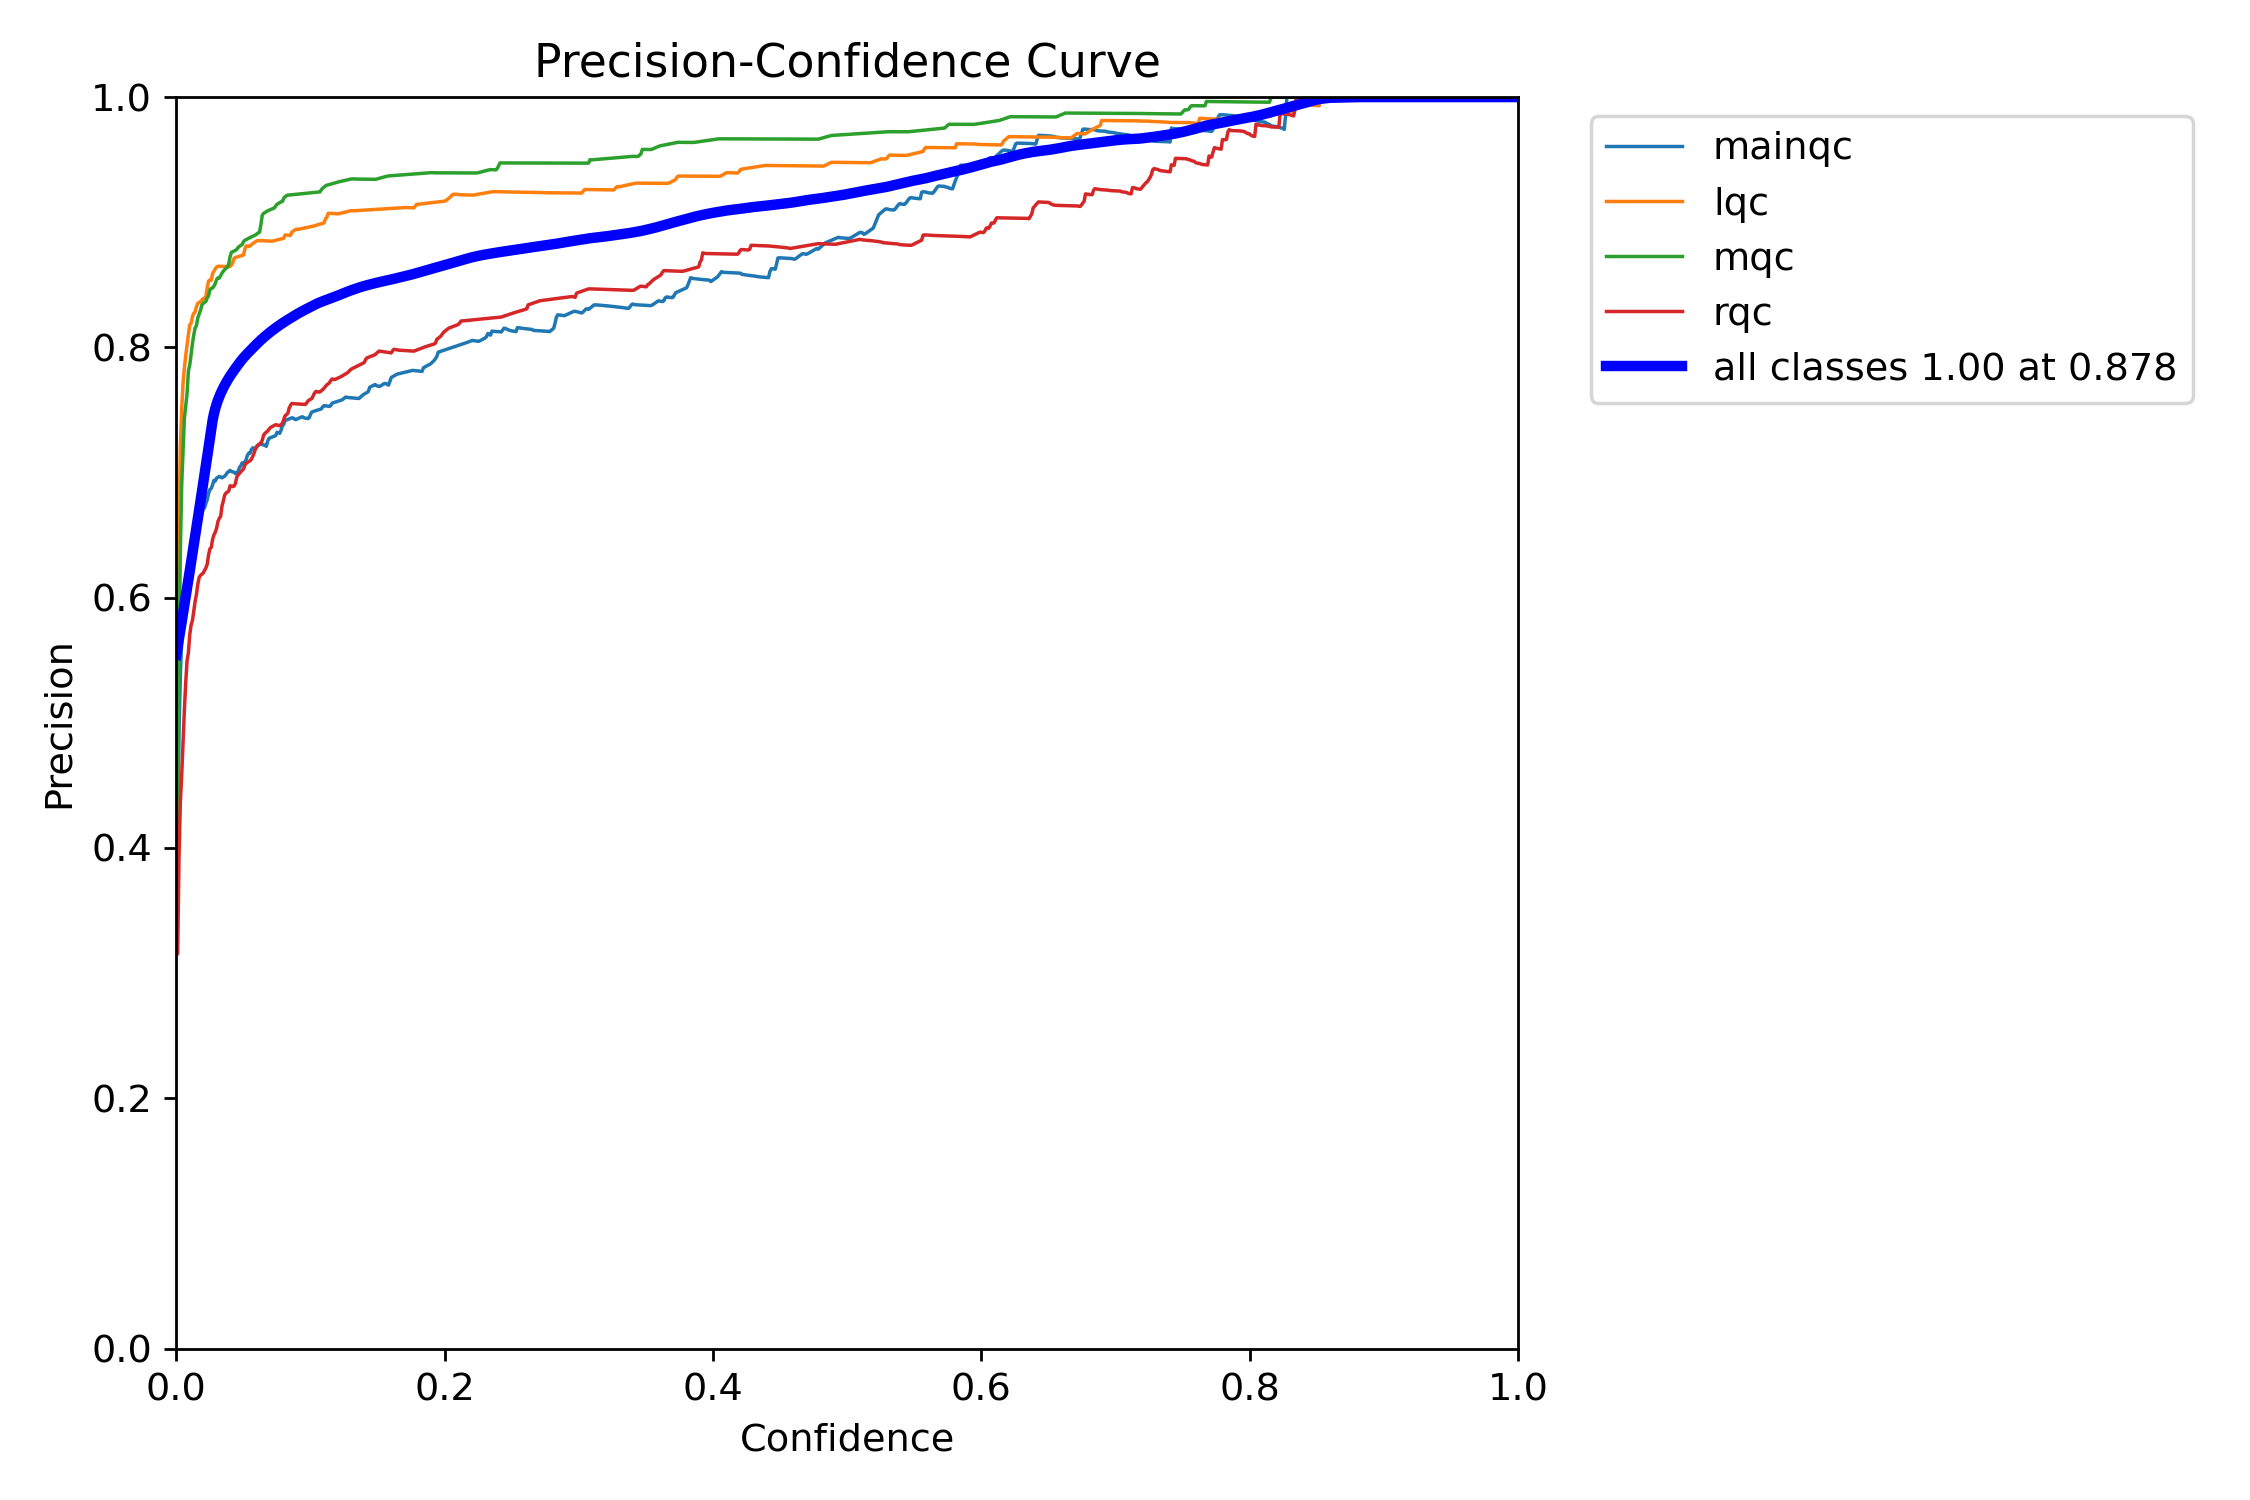 Precision-Confidence Curve
1.0
0.8
0.6
0.4
0.2
0.0
Precision
0.0 0.2 0.4 0.6 0.8 1.0
Confidence
mainqc
lqc
mqc
rqc
all classes 1.00 at 0.878